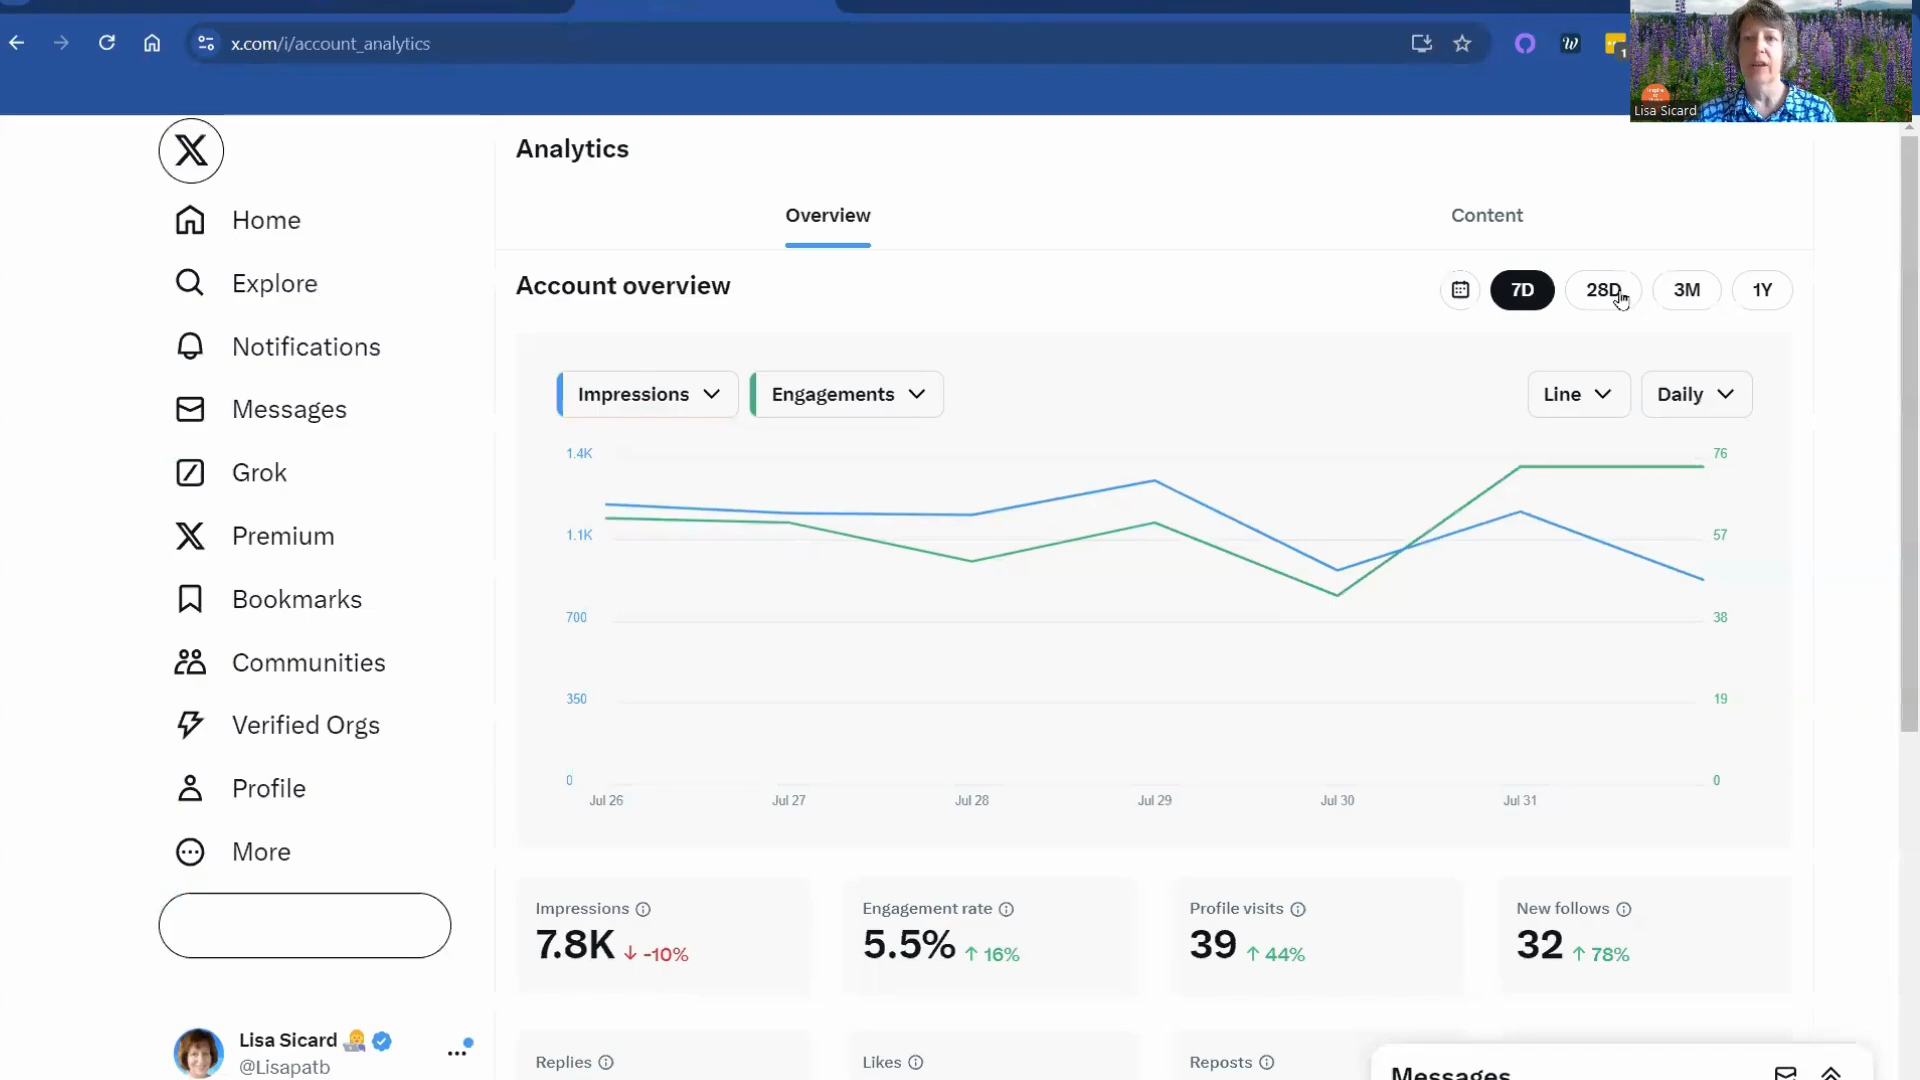 x.com/i/account_analytics
Lisa Sicard
Home
Explore
Notifications
Messages
Grok
Premium
Bookmarks
Communities
Verified Orgs
Profile
More
Lisa Sicard
@Lisapatb
Analytics
Overview
Content
Account overview
7D
28D
3M
1Y
Impressions
Engagements
Line
Daily
1.4K
76
1.1K
57
700
38
350
19
0
0
Jul 26
Jul 27
Jul 28
Jul 29
Jul 30
Jul 31
Impressions
7.8K ↓ -10%
Engagement rate
5.5% ↑ 16%
Profile visits
39 ↑ 44%
New follows
32 ↑ 78%
Replies
Likes
Reposts
Messages